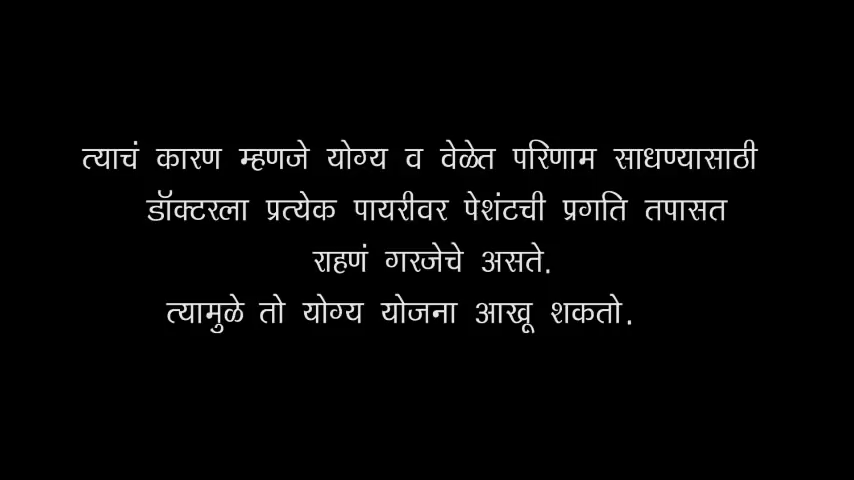 त्याचं कारण म्हणजे योग्य व वेळेत परिणाम साधण्यासाठी
डॉक्टरला प्रत्येक पायरीवर पेशंटची प्रगति तपासत
राहणं गरजेचे असते.
त्यामुळे तो योग्य योजना आखू शकतो.